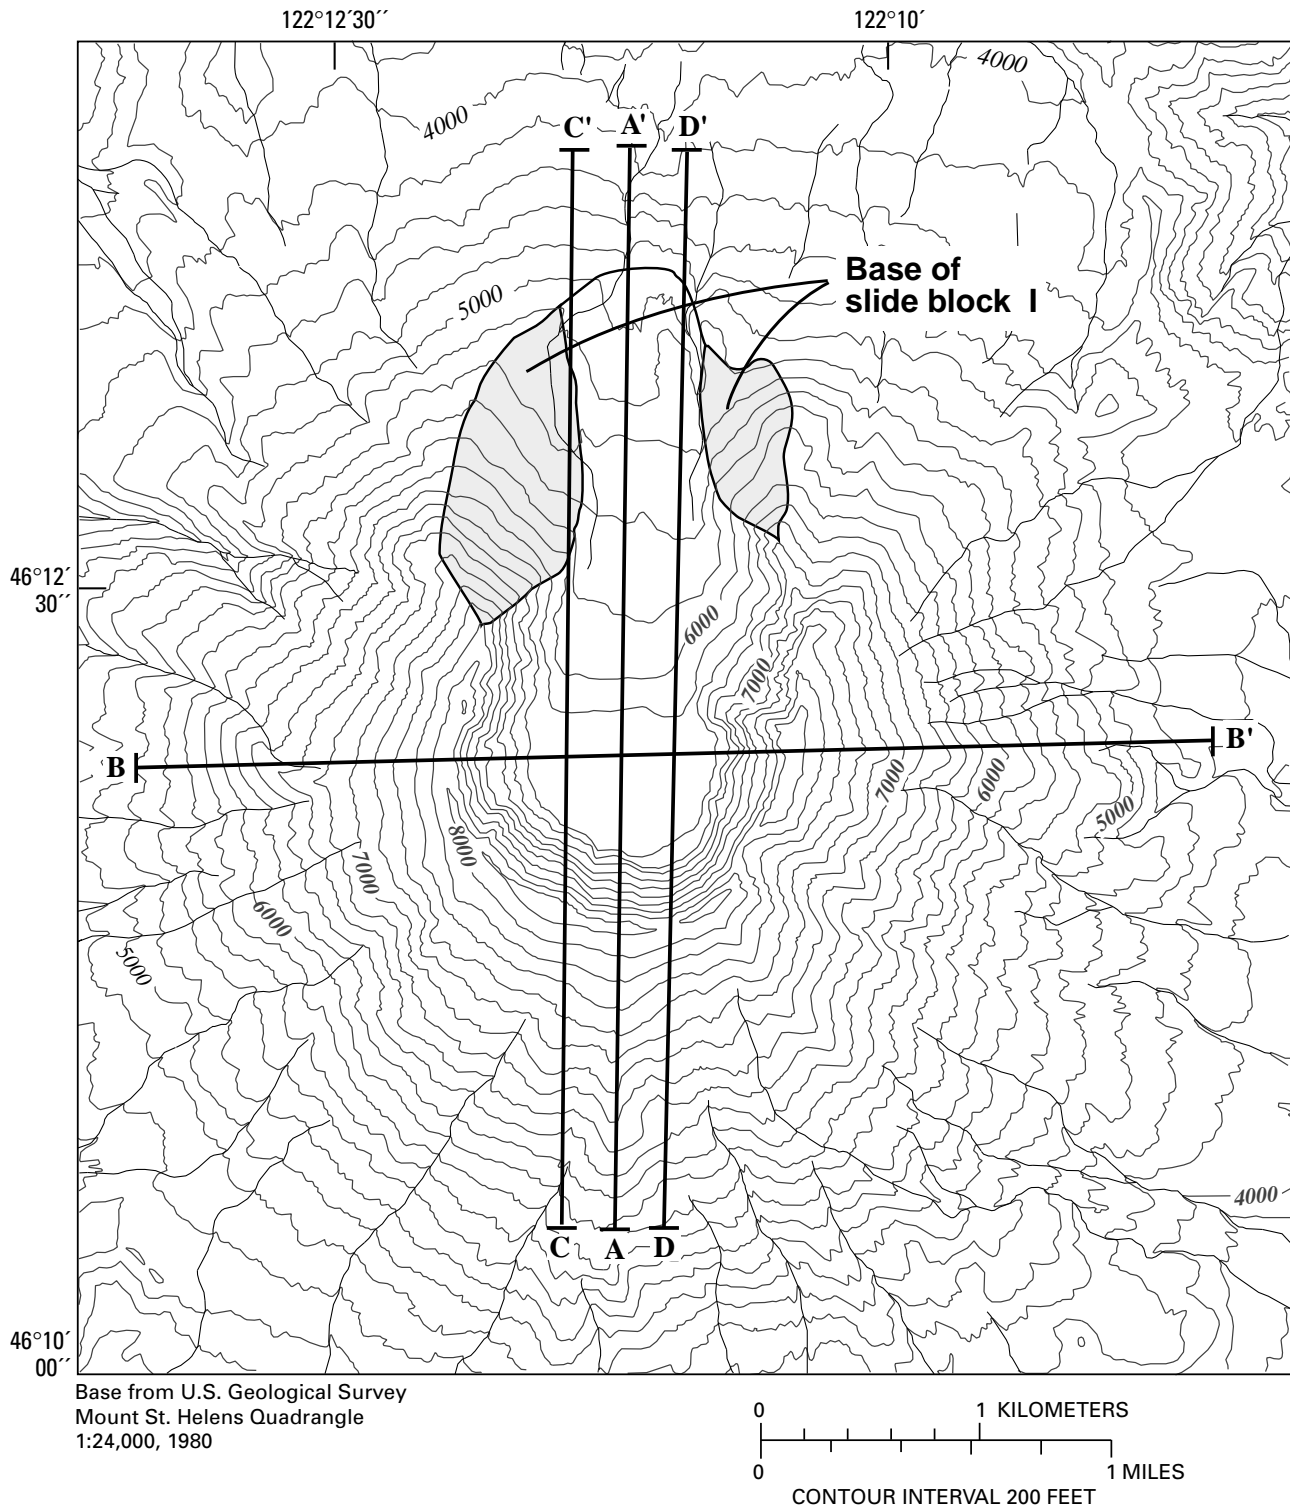 122°12´30´´
122°10´
4000
4000
C'
A'
D'
Base of
slide block I
5000
46°12´
30´´
6000
7000
B
B'
7000
6000
5000
8000
7000
6000
5000
4000
C
A
D
46°10´
00´´
Base from U.S. Geological Survey
Mount St. Helens Quadrangle
1:24,000, 1980
0
1 KILOMETERS
0
1 MILES
CONTOUR INTERVAL 200 FEET